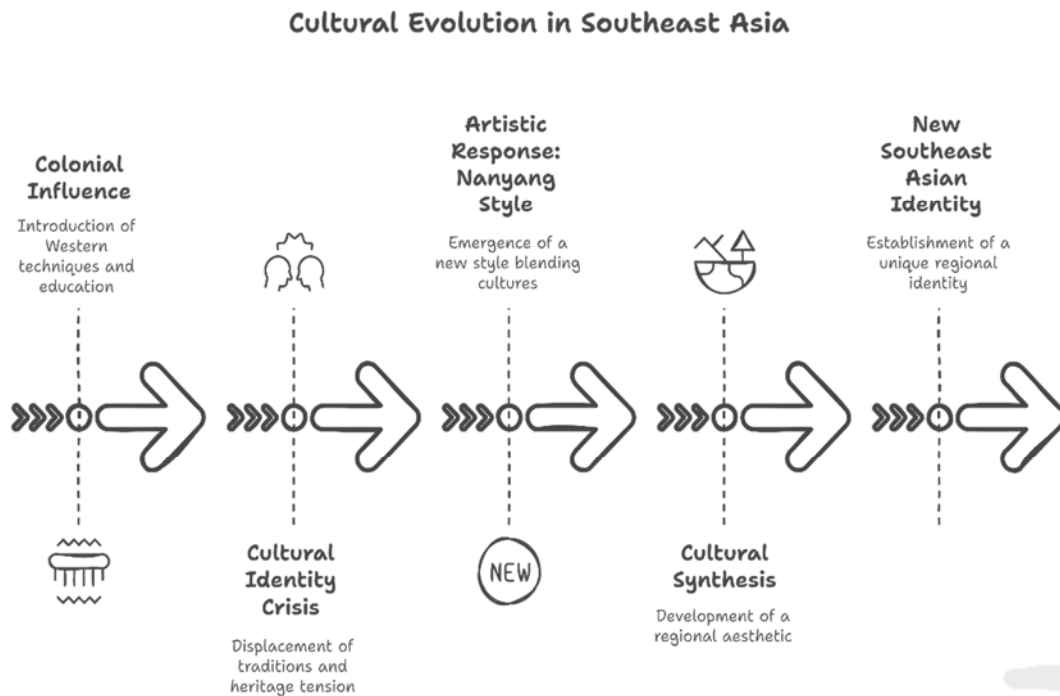 Cultural Evolution in Southeast Asia
Colonial
Influence
Introduction of
Western
techniques and
education
Cultural
Identity
Crisis
Displacement of
traditions and
heritage tension
Artistic
Response:
Nanyang
Style
Emergence of a
new style blending
cultures
NEW
Cultural
Synthesis
Development of a
regional aesthetic
New
Southeast
Asian
Identity
Establishment of a
unique regional
identity